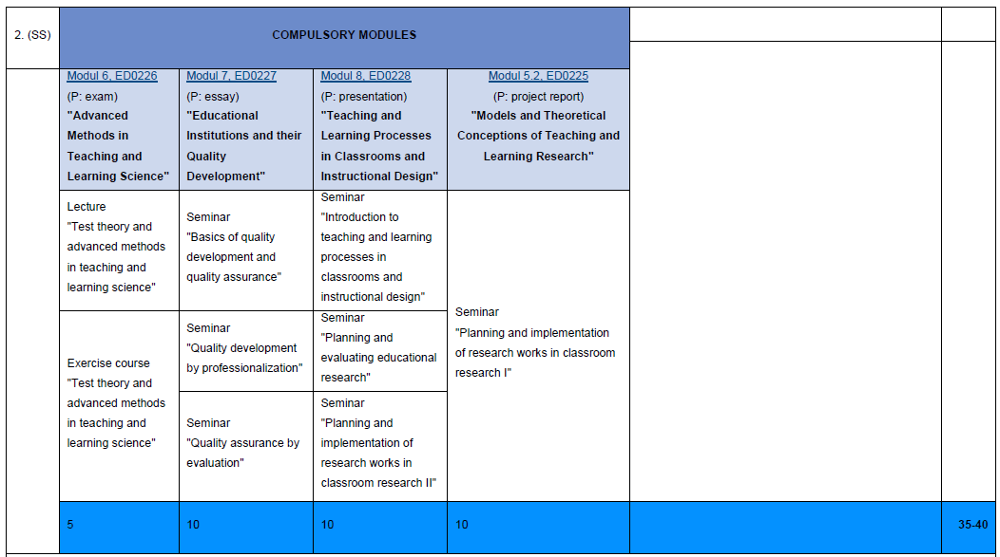 2. (SS)
COMPULSORY MODULES
Modul 6, ED0226
(P: exam)
"Advanced
Methods in
Teaching and
Learning Science"
Modul 7, ED0227
(P: essay)
"Educational
Institutions and their
Quality
Development"
Modul 8, ED0228
(P: presentation)
"Teaching and
Learning Processes
in Classrooms and
Instructional Design"
Modul 5.2, ED0225
(P: project report)
"Models and Theoretical
Conceptions of Teaching and
Learning Research"
Lecture
"Test theory and
advanced methods
in teaching and
learning science"
Seminar
"Basics of quality
development and
quality assurance"
Seminar
"Introduction to
teaching and learning
processes in
classrooms and
instructional design"
Seminar
"Planning and implementation
of research works in classroom
research I"
Exercise course
"Test theory and
advanced methods
in teaching and
learning science"
Seminar
"Quality development
by professionalization"
Seminar
"Planning and
evaluating educational
research"
Seminar
"Quality assurance by
evaluation"
Seminar
"Planning and
implementation of
research works in
classroom research II"
5
10
10
10
35-40